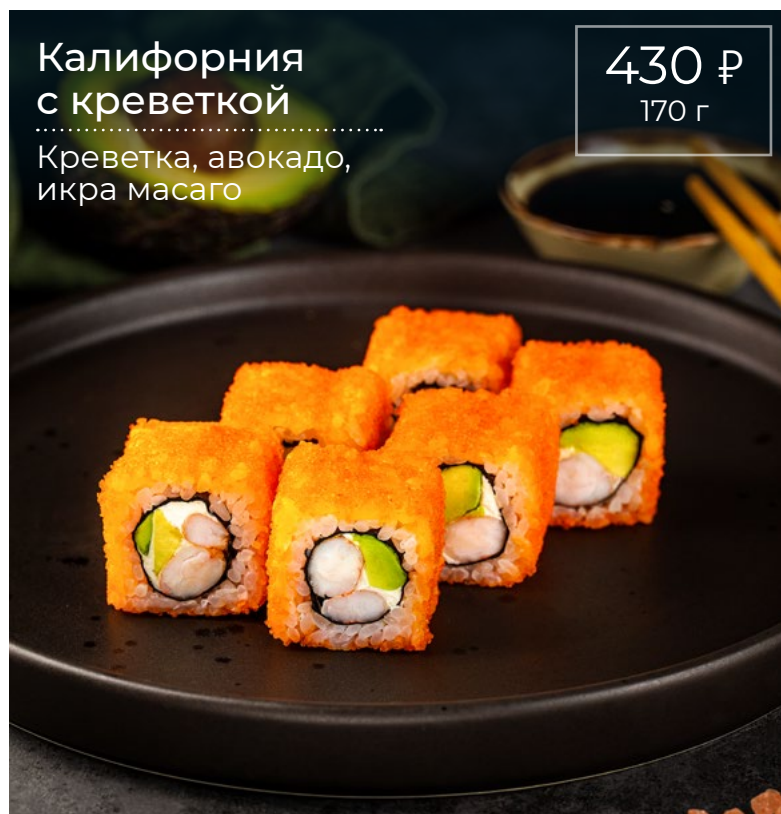 Калифорния
с креветкой
430 ₽
170 г
Креветка, авокадо,
икра масаго